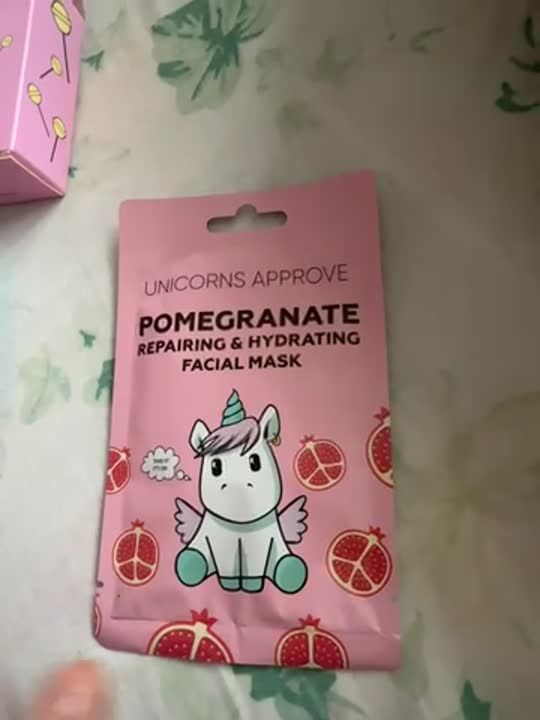 UNICORNS APPROVE
POMEGRANATE
REPAIRING & HYDRATING
FACIAL MASK